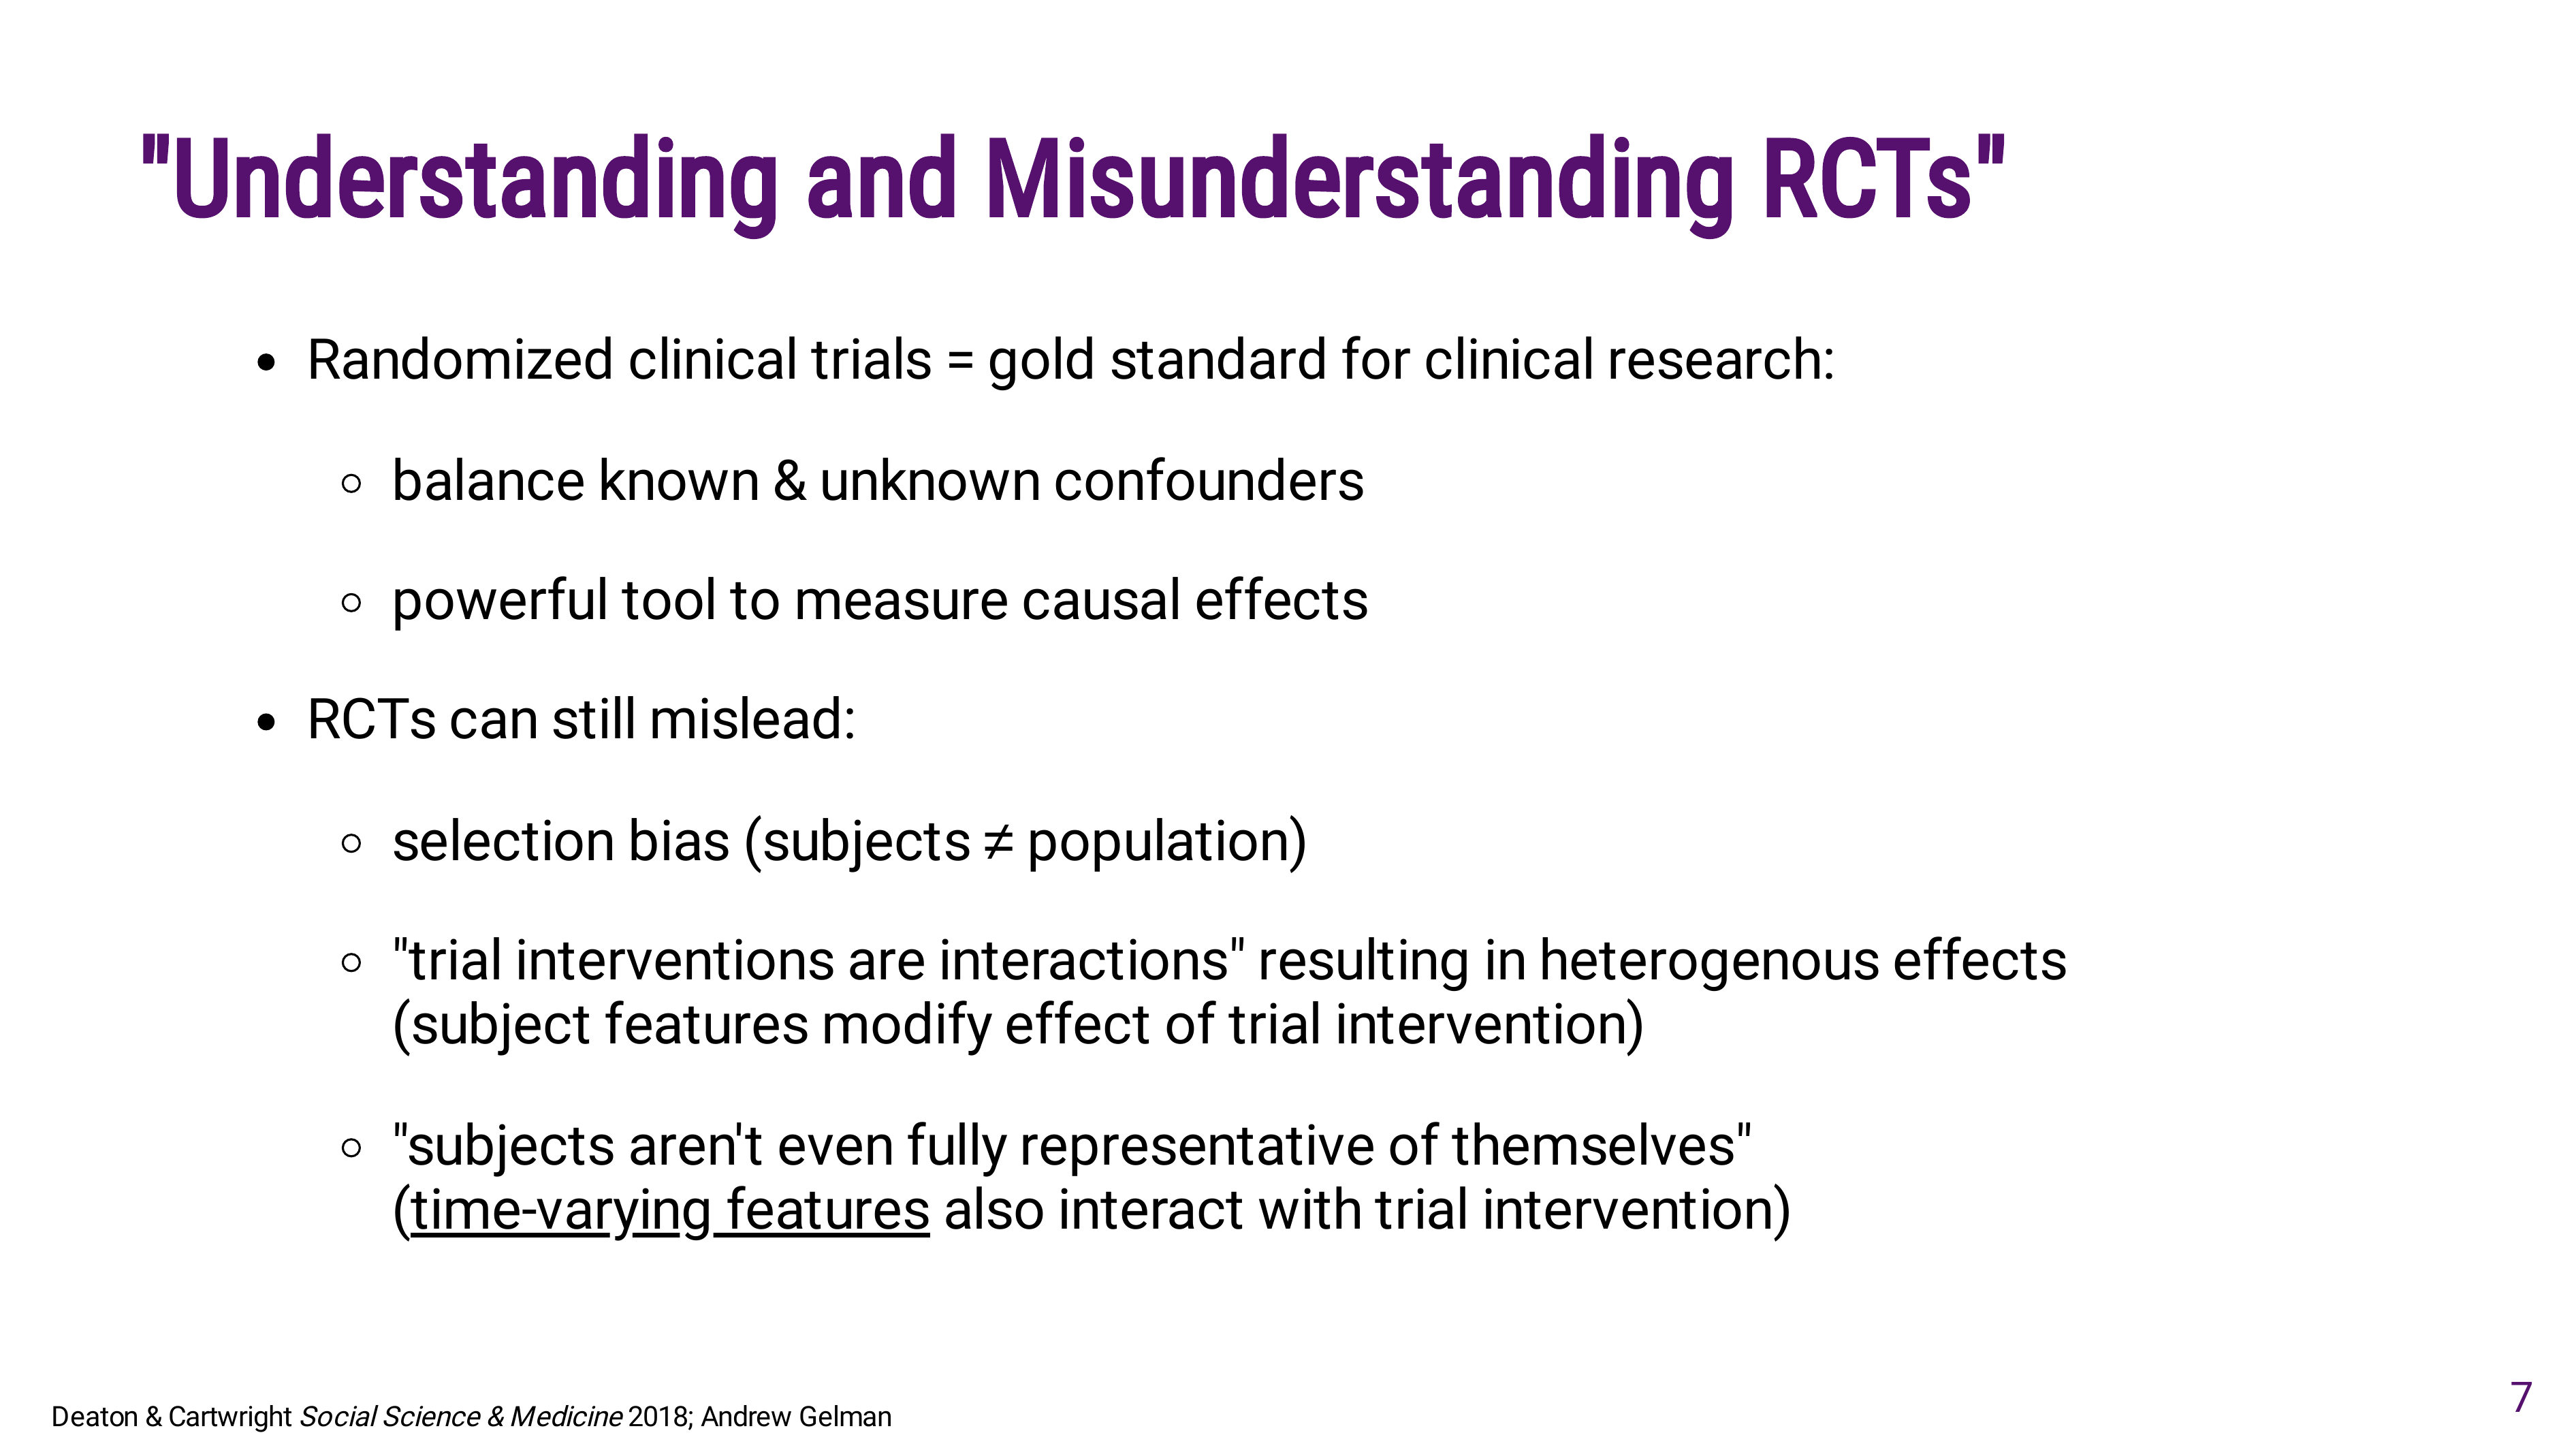 "Understanding and Misunderstanding RCTs"
• Randomized clinical trials = gold standard for clinical research:
◦ balance known & unknown confounders
◦ powerful tool to measure causal effects
• RCTs can still mislead:
◦ selection bias (subjects ≠ population)
◦ "trial interventions are interactions" resulting in heterogenous effects
(subject features modify effect of trial intervention)
◦ "subjects aren't even fully representative of themselves"
(time-varying features also interact with trial intervention)
Deaton & Cartwright Social Science & Medicine 2018; Andrew Gelman
7